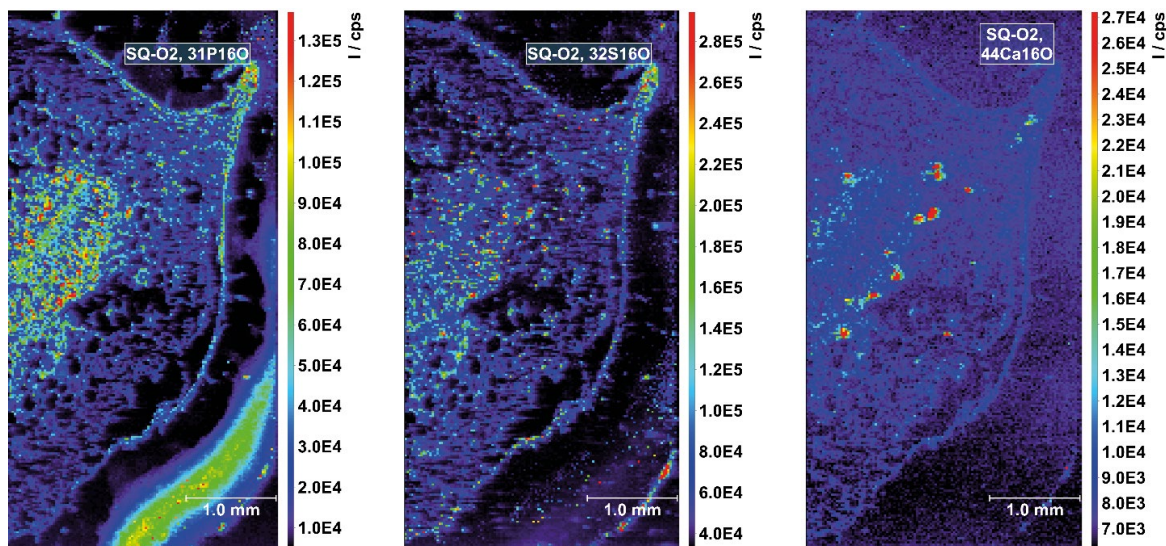 SQ-O2, 31P16O
I / cps
1.3E5
1.2E5
1.1E5
1.0E5
9.0E4
8.0E4
7.0E4
6.0E4
5.0E4
4.0E4
3.0E4
2.0E4
1.0E4
1.0 mm
SQ-O2, 32S16O
I / cps
2.8E5
2.6E5
2.4E5
2.2E5
2.0E5
1.8E5
1.6E5
1.4E5
1.2E5
1.0E5
8.0E4
6.0E4
4.0E4
1.0 mm
SQ-O2,
44Ca16O
I / cps
2.7E4
2.6E4
2.5E4
2.4E4
2.3E4
2.2E4
2.1E4
2.0E4
1.9E4
1.8E4
1.7E4
1.6E4
1.5E4
1.4E4
1.3E4
1.2E4
1.1E4
1.0E4
9.0E3
8.0E3
7.0E3
1.0 mm